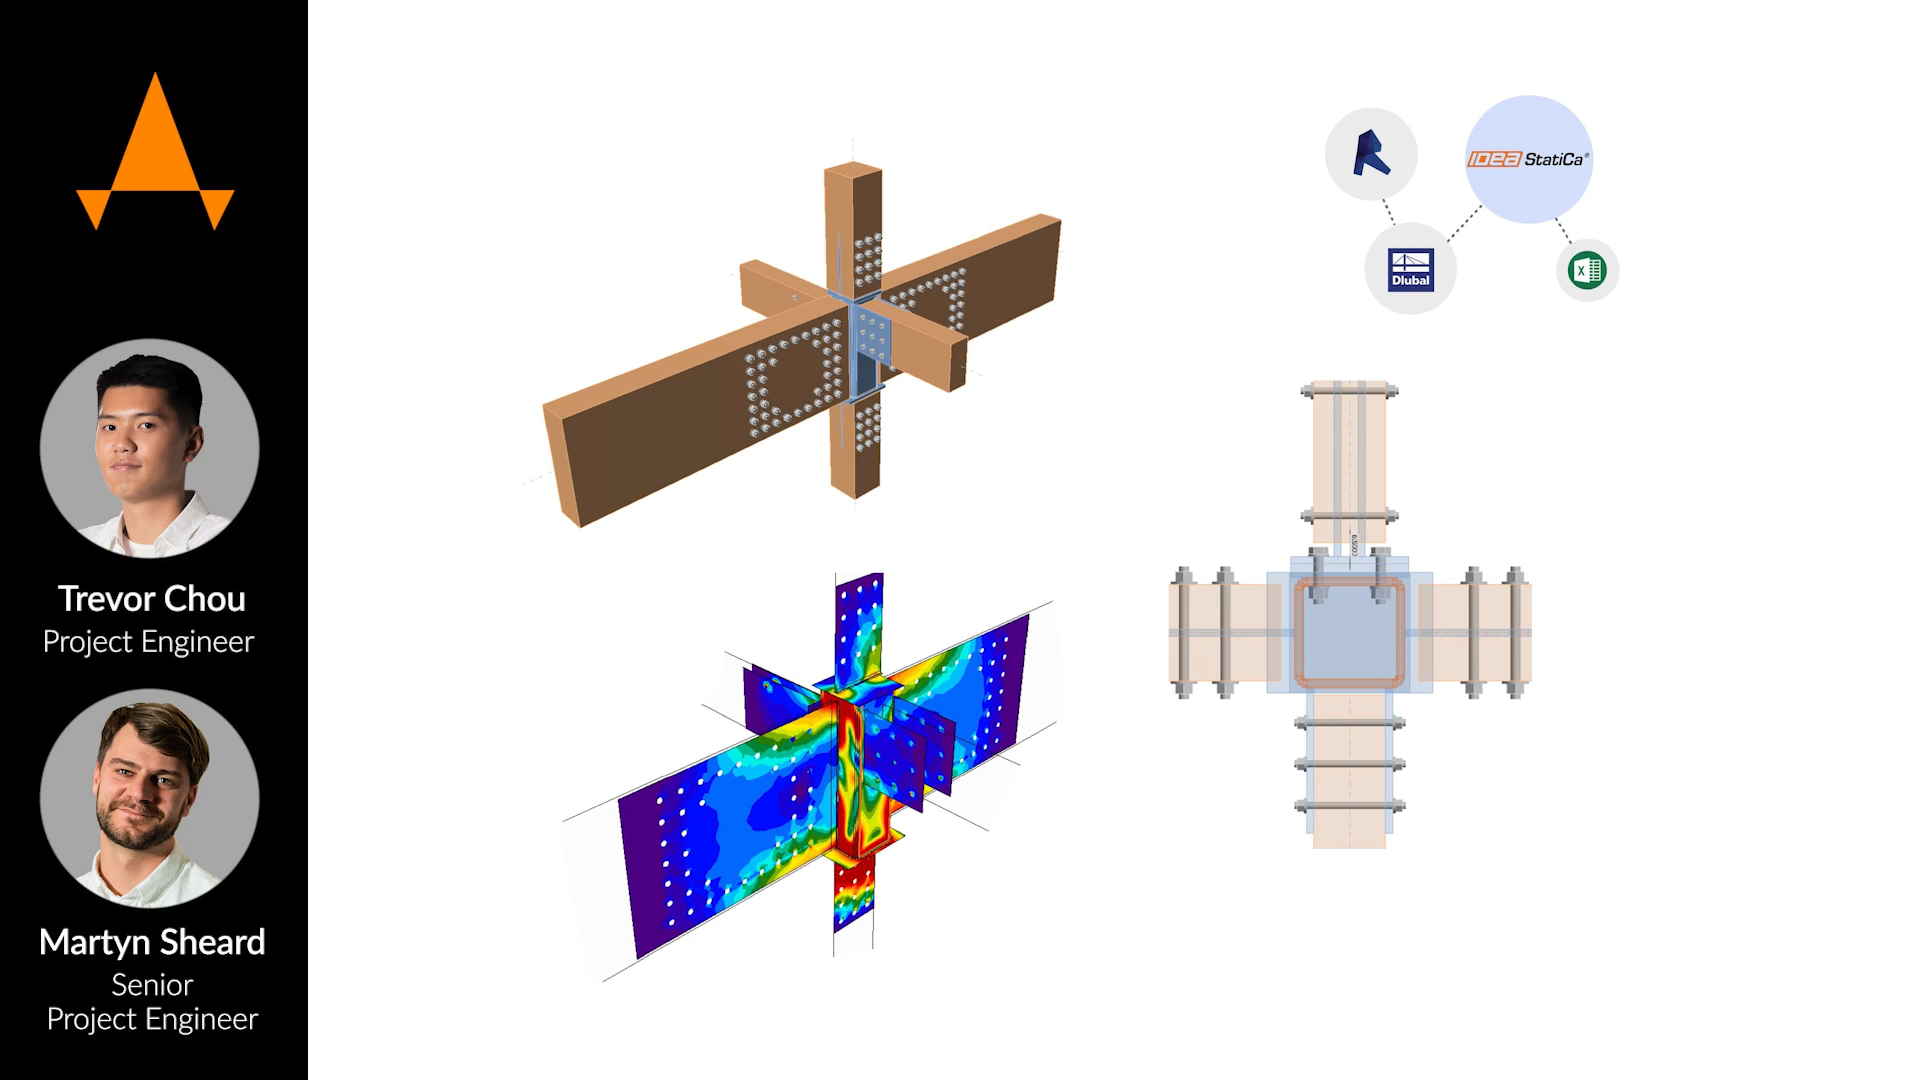 Trevor Chou
Project Engineer
Martyn Sheard
Senior
Project Engineer
IDEA StatiCa®
Dlubal
X